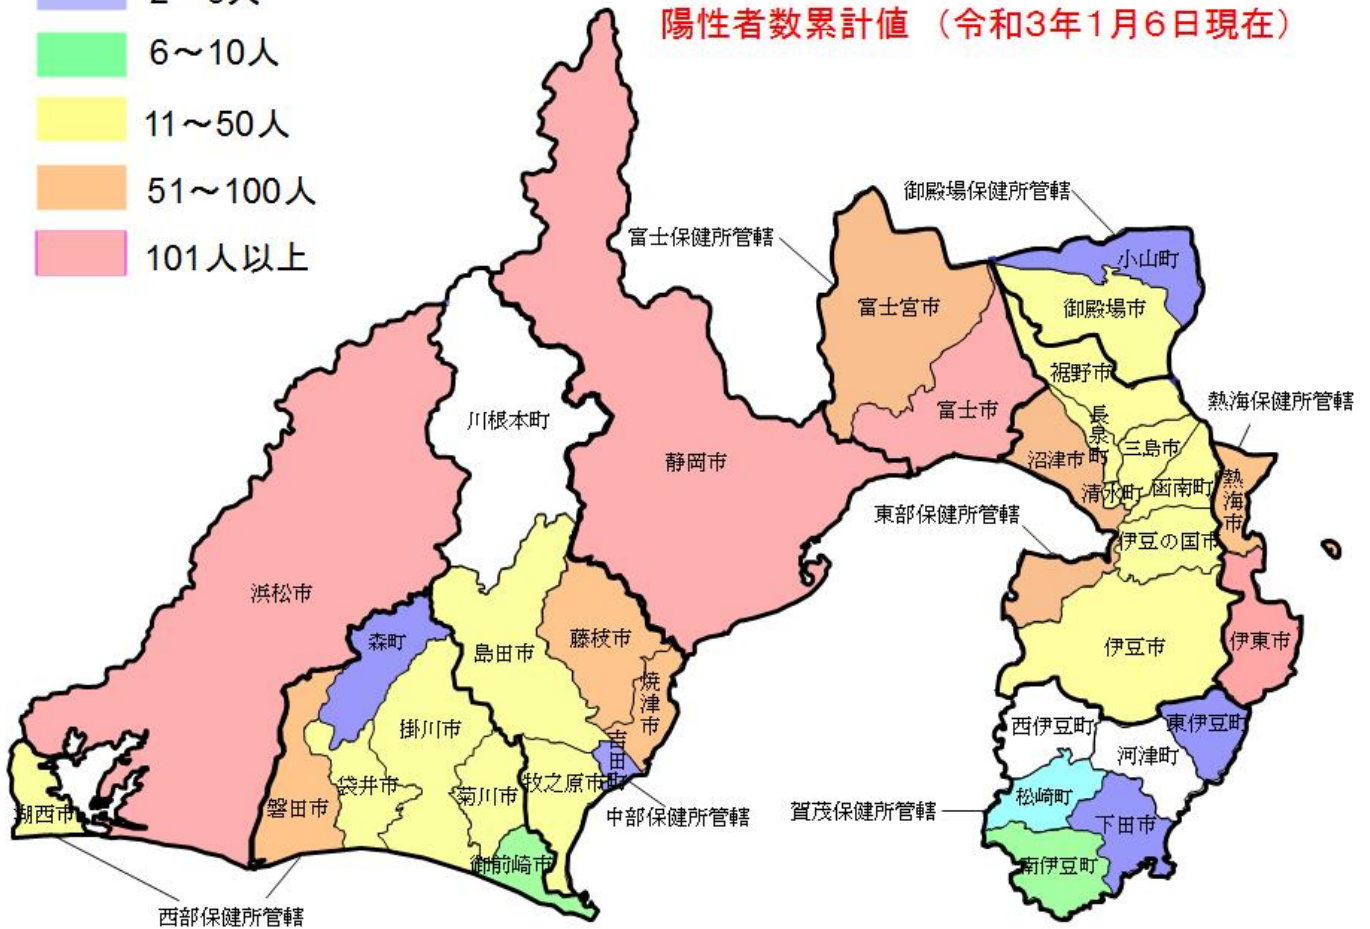 陽性者数累計値 (令和3年1月6日現在)
6～10人
11～50人
51～100人
101人以上
御殿場保健所管轄
富士保健所管轄
小山町
富士宮市
御殿場市
裾野市
熱海保健所管轄
川根本町
富士市
長泉町
三島市
静岡市
沼津市
清水町
函南町
熱海市
東部保健所管轄
伊豆の国市
浜松市
森町
島田市
藤枝市
伊豆市
伊東市
焼津市
掛川市
西伊豆町
東伊豆町
河津町
吉田町
袋井市
菊川市
牧之原市
湖西市
磐田市
松崎町
賀茂保健所管轄
中部保健所管轄
下田市
御前崎市
南伊豆町
西部保健所管轄